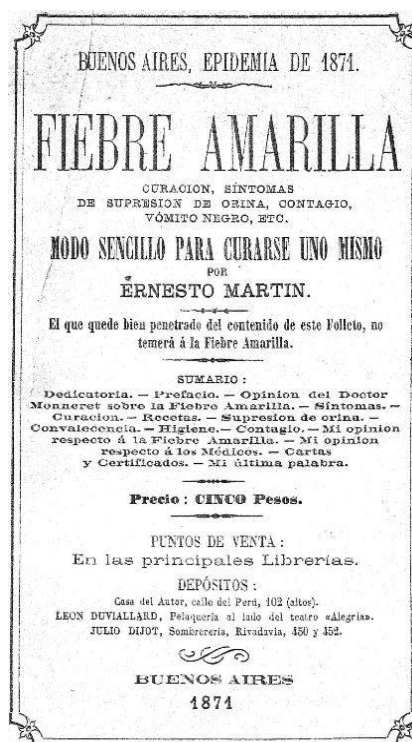 BUENOS AIRES, EPIDEMIA DE 1871.
FIEBRE AMARILLA
CURACION, SÍNTOMAS
DE SUPRESION DE ORINA, CONTAGIO,
VÓMITO NEGRO, ETC.
MODO SENCILLO PARA CURARSE UNO MISMO
POR
ERNESTO MARTIN.
El que quede bien penetrado del contenido de este Folleto, no
temerá á la Fiebre Amarilla.
SUMARIO:
Dedicatoria. — Prefacio. — Opinion del Doctor
Monneret sobre la Fiebre Amarilla. — Síntomas. —
Curacion. — Recetas. — Supresion de orina. —
Convalecencia. — Higiene. — Contagio. — Mi opinion
respecto á la Fiebre Amarilla. — Mi opinion
respecto á los Médicos. — Cartas
y Certificados. — Mi última palabra.
Precio: CINCO Pesos.
PUNTOS DE VENTA:
En las principales Librerías.
DEPÓSITOS:
Casa del Autor, calle del Perú, 102 (altos).
LEON DUVIALLARD, Peluquería al lado del teatro «Alegria».
JULIO DIJOT, Sombrerería, Rivadavia, 450 y 452.
BUENOS AIRES
1871